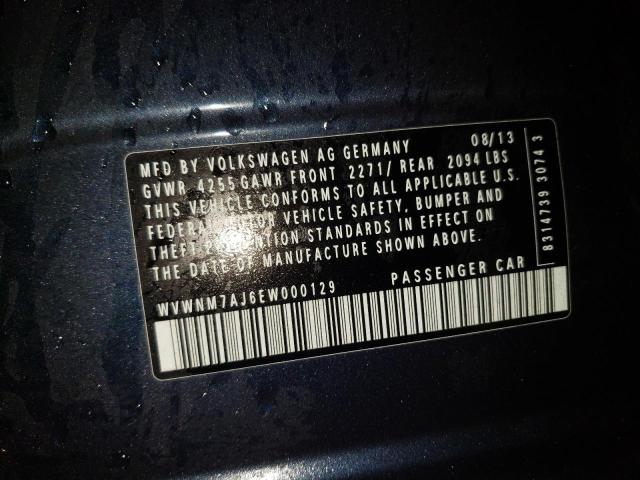 MFD BY VOLKSWAGEN AG GERMANY 08/13
GVWR 4255 GAWR FRONT 2271/ REAR 2094 LBS
THIS VEHICLE CONFORMS TO ALL APPLICABLE U.S.
FEDERAL MOTOR VEHICLE SAFETY, BUMPER AND
THEFT PREVENTION STANDARDS IN EFFECT ON
THE DATE OF MANUFACTURE SHOWN ABOVE.
WVWNM7AJ6EW000129 PASSENGER CAR
8314739 3074 3